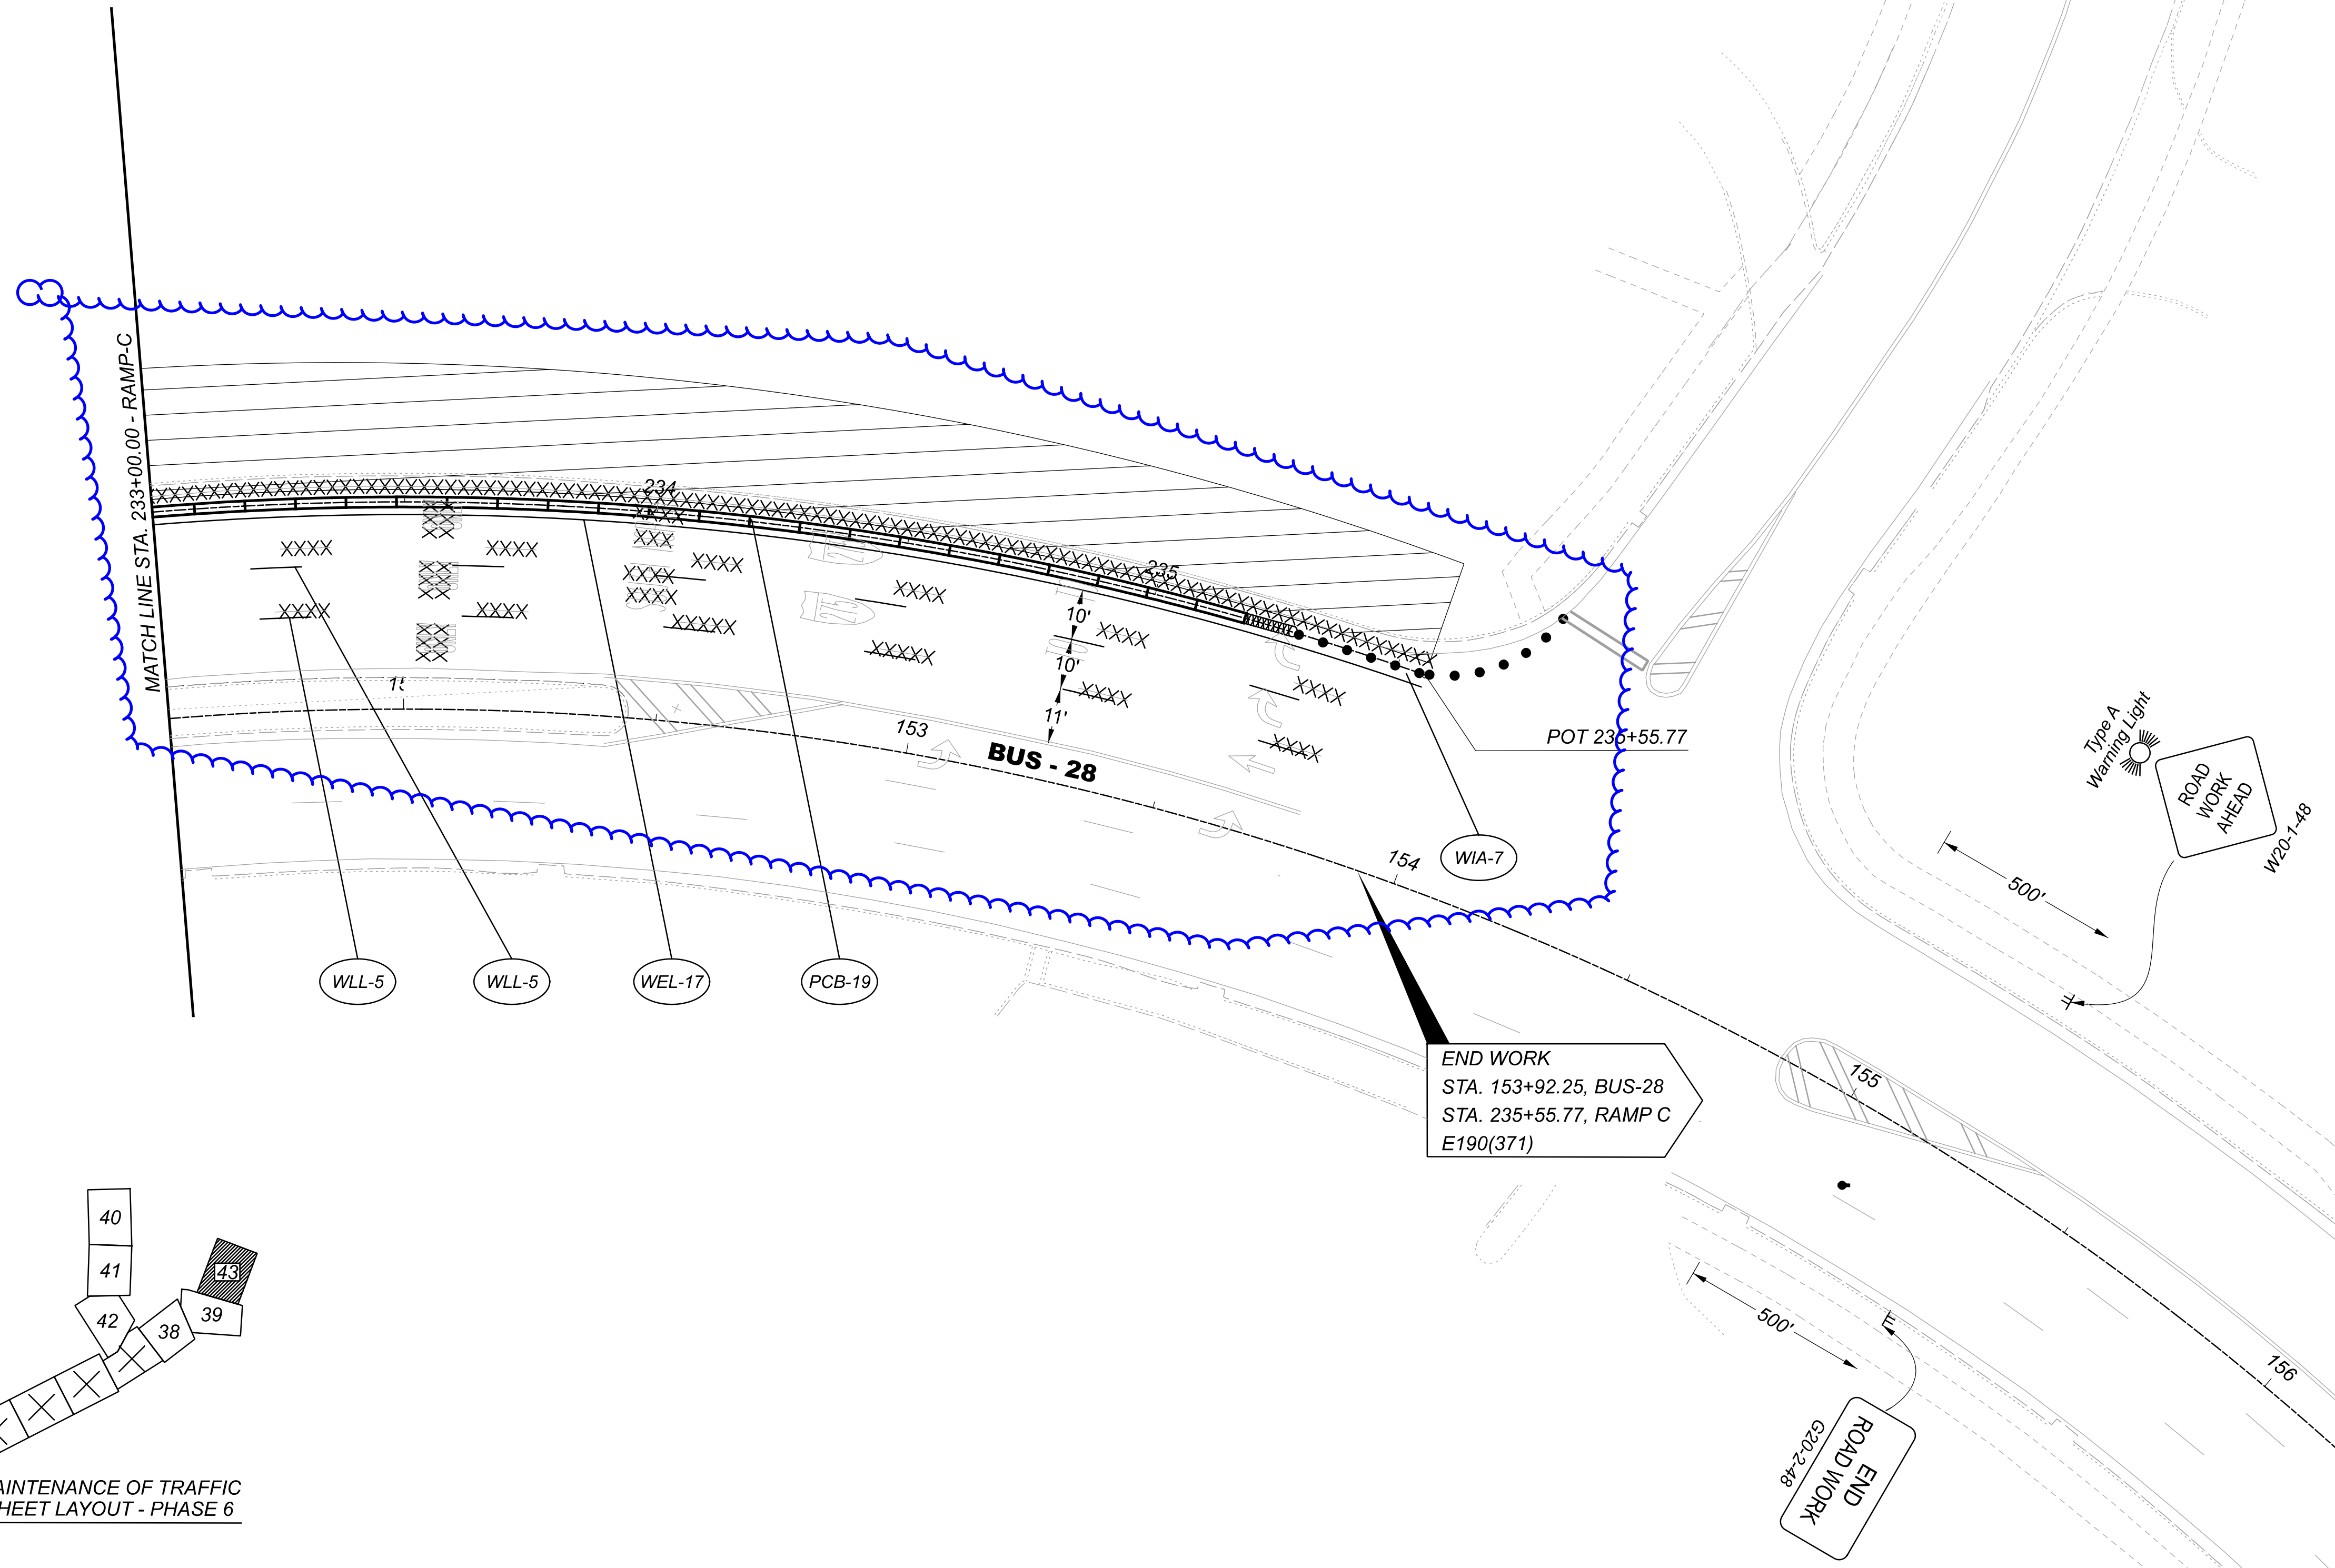 MATCH LINE STA. 233+00.00 - RAMP-C
234
235
XXXX
XXXX
XXXX
XXXX
XXXX
XXXXX
XXXX
XXXXX
XXXX
XXXX
XXXX
XXXX
10'
10'
11'
153
BUS - 28
154
POT 235+55.77
WIA-7
WLL-5
WLL-5
WEL-17
PCB-19
END WORK
STA. 153+92.25, BUS-28
STA. 235+55.77, RAMP C
E190(371)
Type A
Warning Light
ROAD
WORK
AHEAD
W20-1-48
500'
155
156
500'
END
ROAD WORK
G20-2-48
40
41
42
43
39
38
AINTENANCE OF TRAFFIC
HEET LAYOUT - PHASE 6